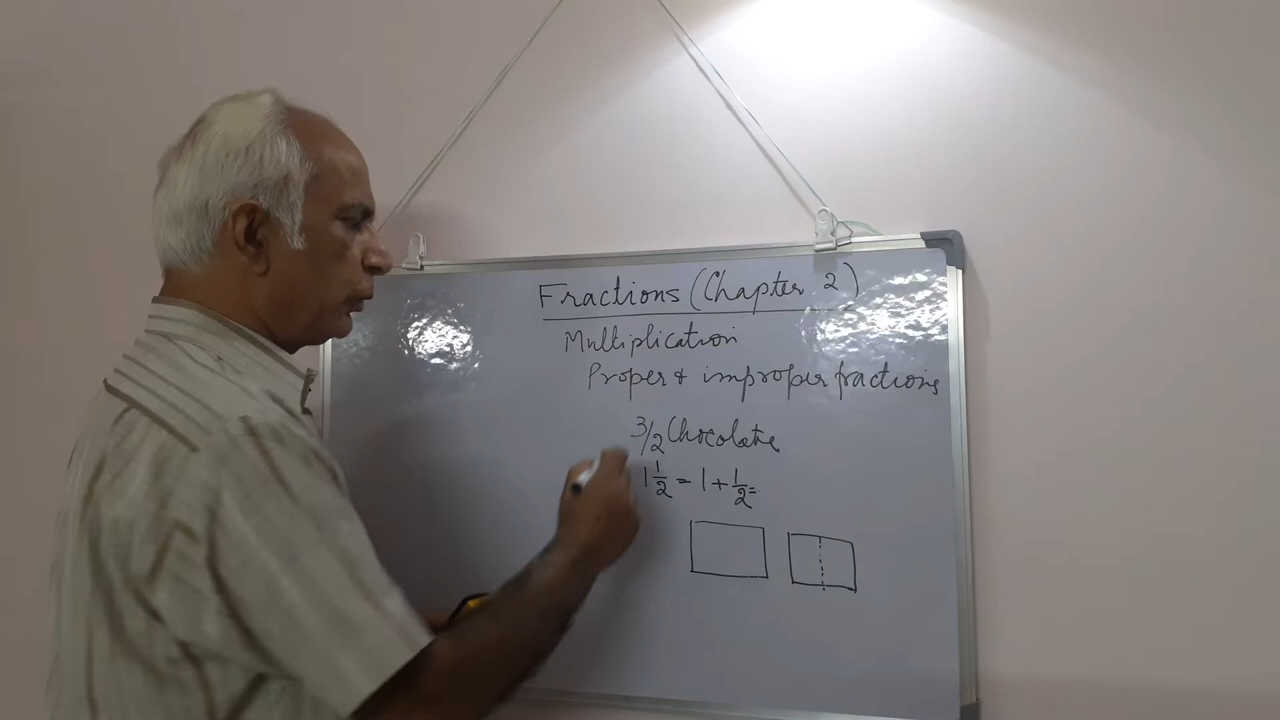 Fractions (Chapter 2)
Multiplication
Proper & improper fractions
3/2 Chocolate
1 1/2 = 1 + 1/2 =